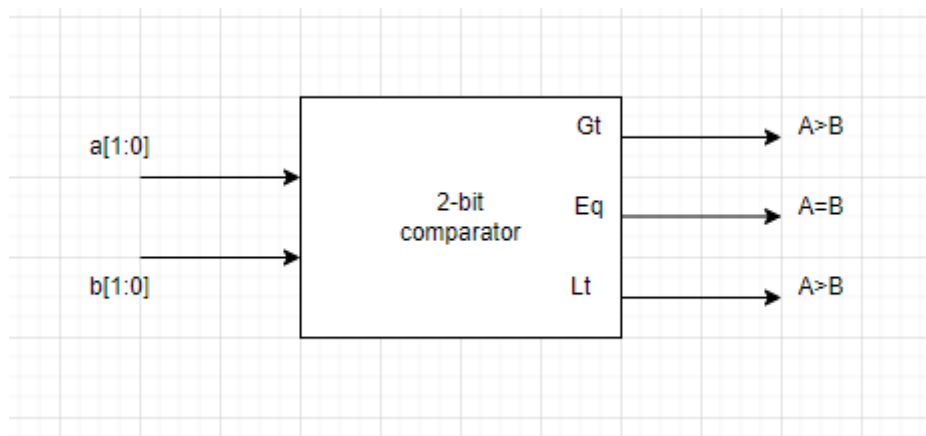 a[1:0]
b[1:0]
2-bit
comparator
Gt
Eq
Lt
A>B
A=B
A>B